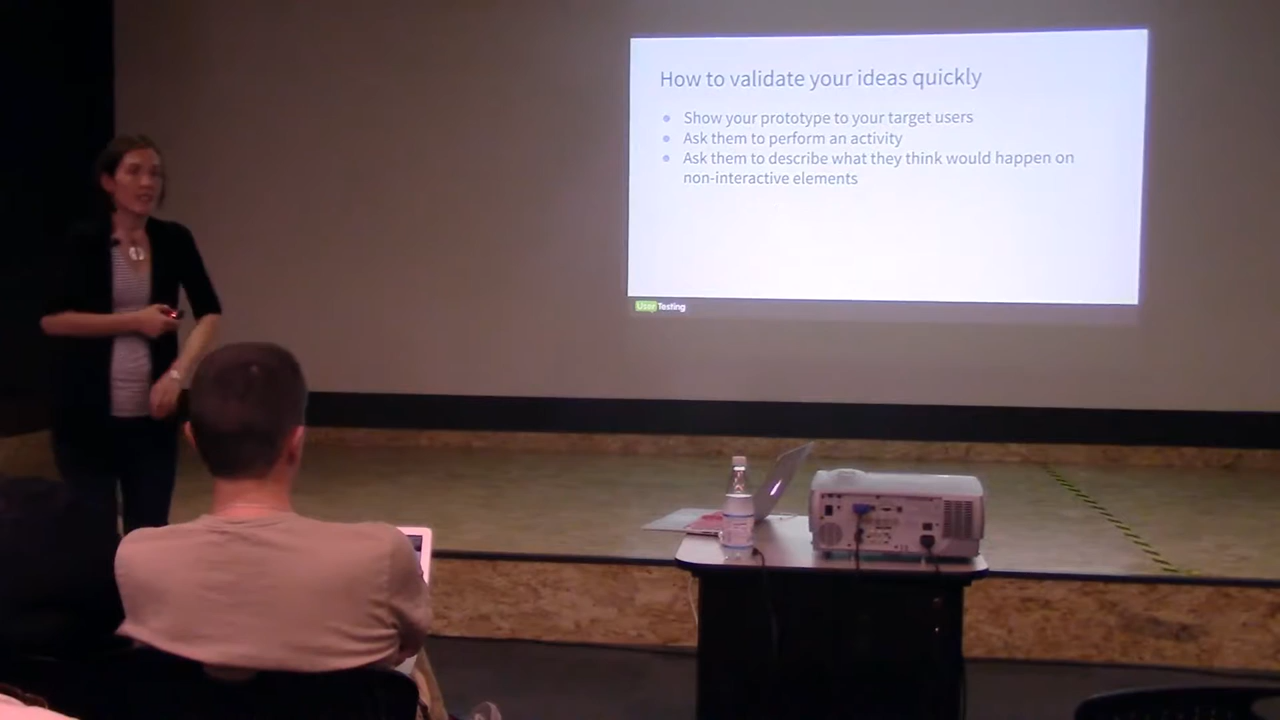 How to validate your ideas quickly
Show your prototype to your target users
Ask them to perform an activity
Ask them to describe what they think would happen on
non-interactive elements
UserTesting